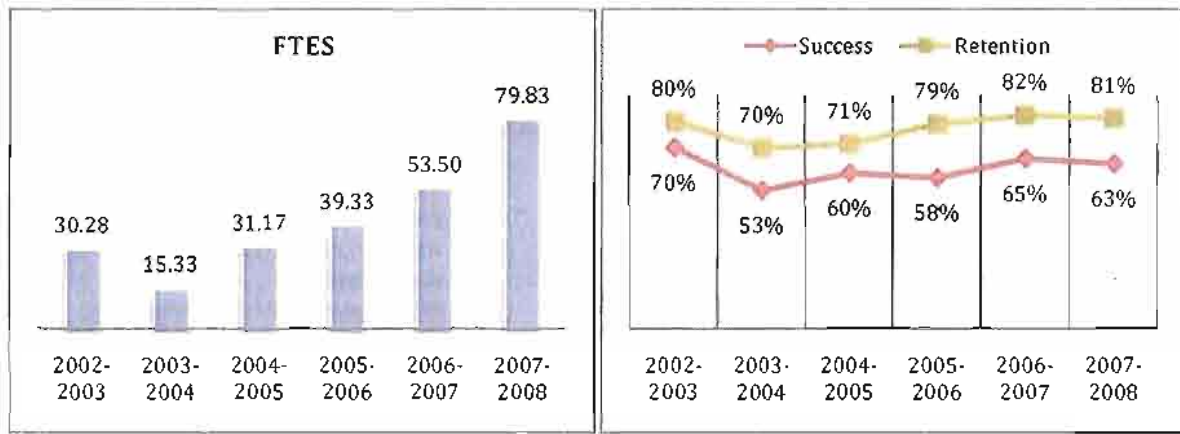 FTES
79.83
53.50
39.33
30.28
31.17
15.33
2002- 2003- 2004- 2005- 2006- 2007-
2003 2004 2005 2006 2007 2008
Success Retention
80% 70% 71% 79% 82% 81%
70% 53% 60% 58% 65% 63%
2002- 2003- 2004- 2005- 2006- 2007-
2003 2004 2005 2006 2007 2008